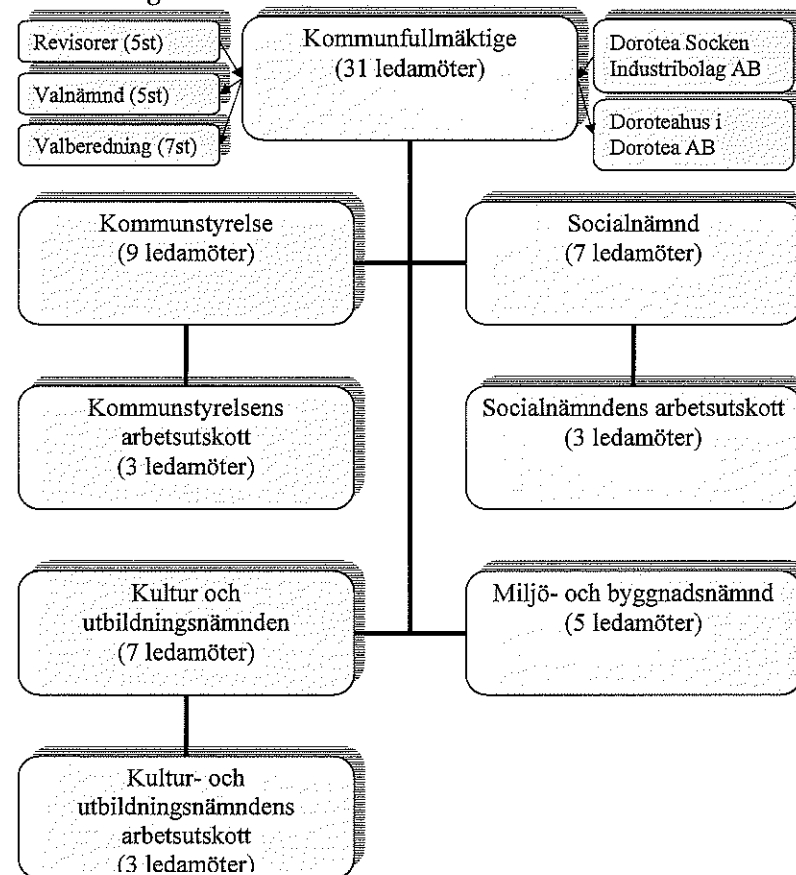 Revisorer (5st)
Valnämnd (5st)
Valberedning (7st)
Kommunfullmäktige
(31 ledamöter)
Dorotea Socken
Industribolag AB
Doroteahus i
Dorotea AB
Kommunstyrelse
(9 ledamöter)
Socialnämnd
(7 ledamöter)
Kommunstyrelsens
arbetsutskott
(3 ledamöter)
Socialnämndens arbetsutskott
(3 ledamöter)
Kultur och
utbildningsnämnden
(7 ledamöter)
Miljö- och byggnadsnämnd
(5 ledamöter)
Kultur- och
utbildningsnämndens
arbetsutskott
(3 ledamöter)